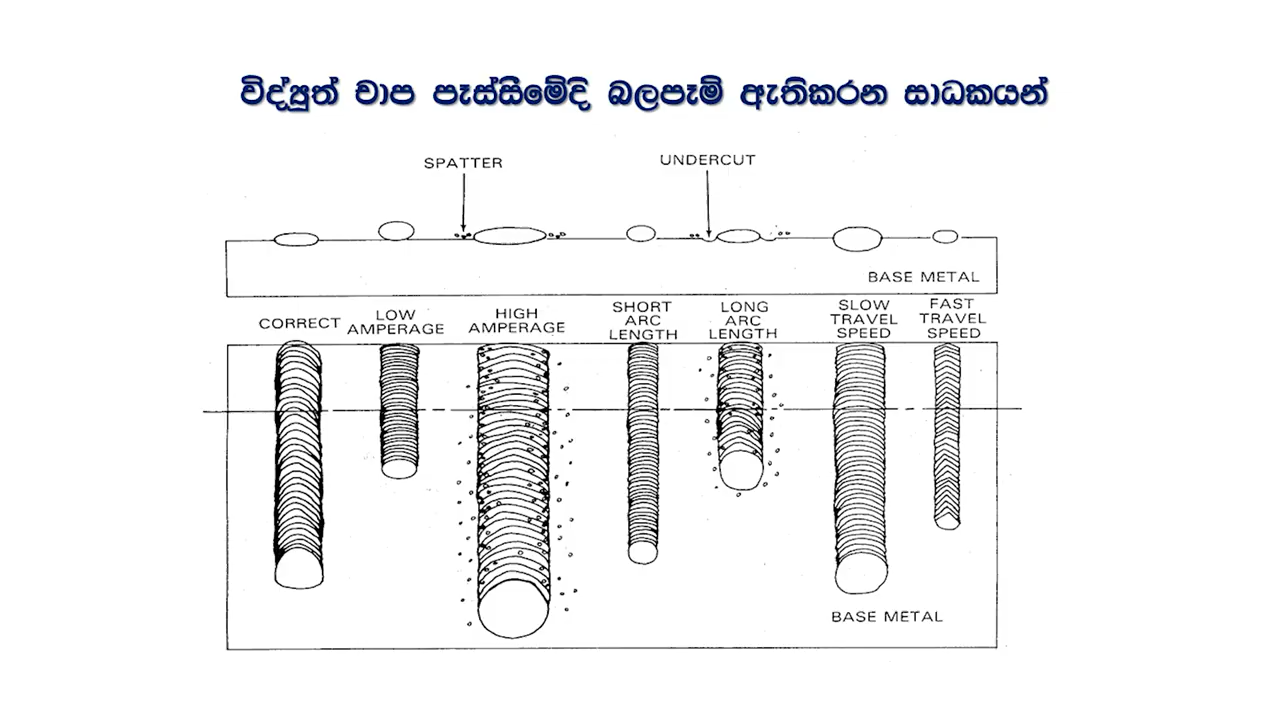 විද්‍යුත් චාප පෑස්සීමේදි බලපෑම් ඇතිකරන සාධකයන්
SPATTER
UNDERCUT
BASE METAL
CORRECT
LOW
AMPERAGE
HIGH
AMPERAGE
SHORT
ARC
LENGTH
LONG
ARC
LENGTH
SLOW
TRAVEL
SPEED
FAST
TRAVEL
SPEED
BASE METAL